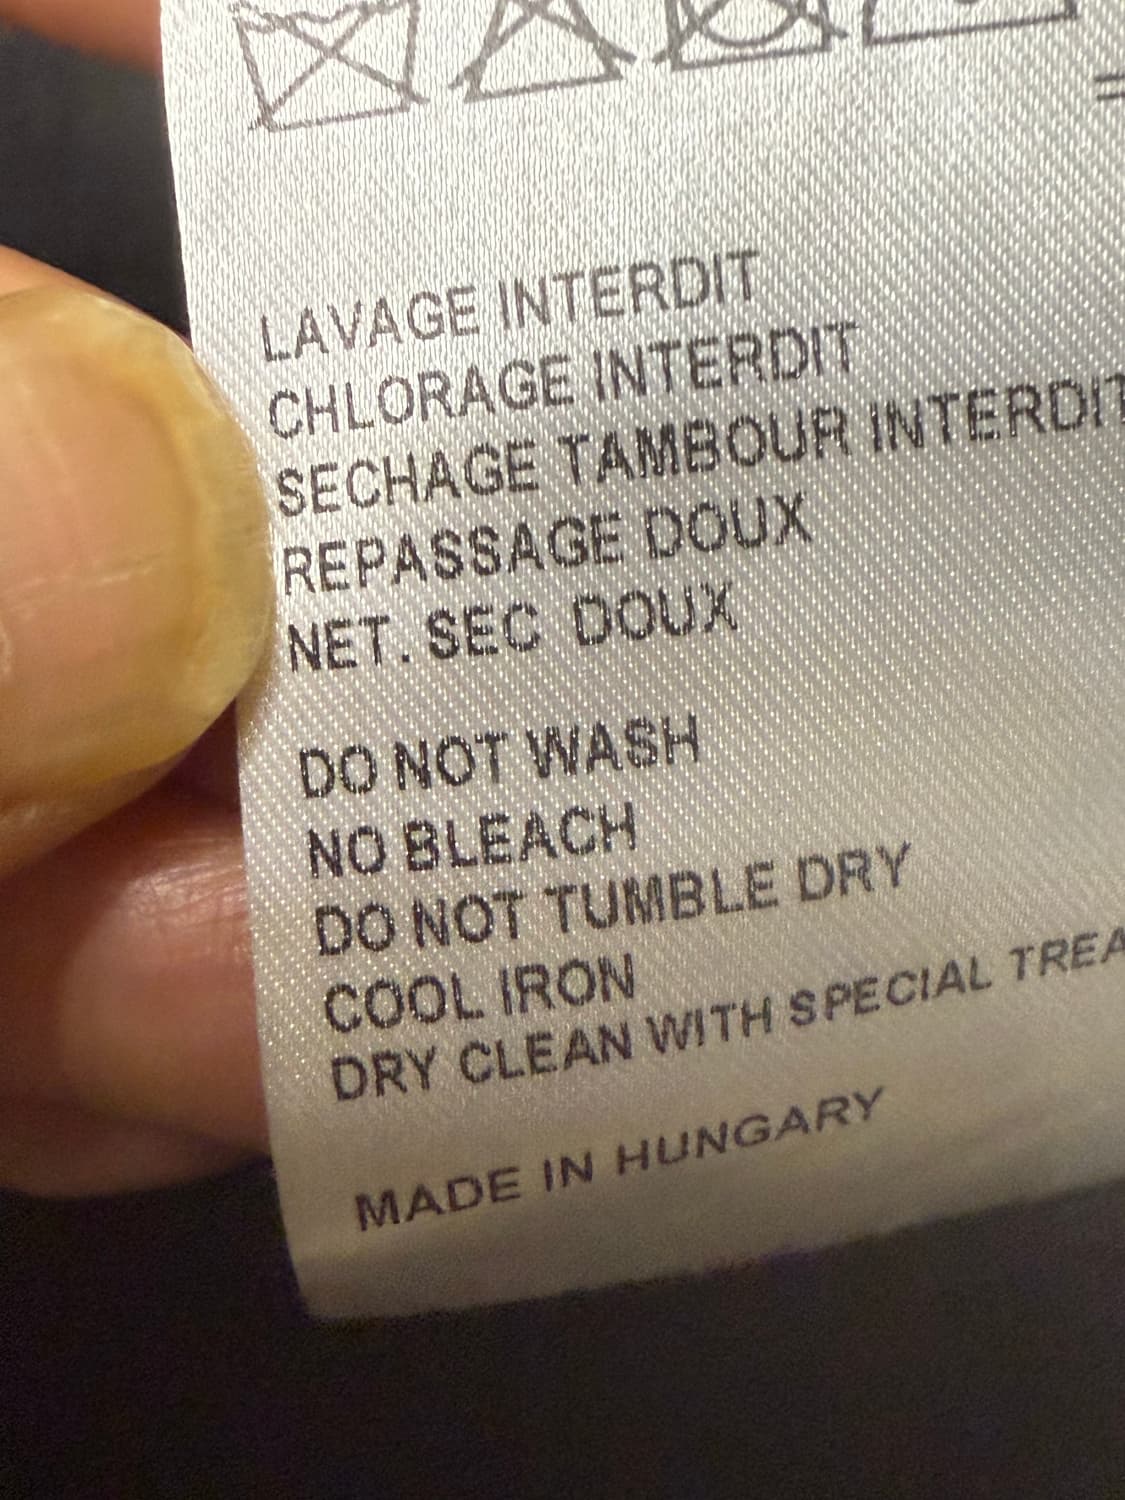 LAVAGE INTERDIT
CHLORAGE INTERDIT
SECHAGE TAMBOUR INTERDIT
REPASSAGE DOUX
NET. SEC DOUX
DO NOT WASH
NO BLEACH
DO NOT TUMBLE DRY
COOL IRON
DRY CLEAN WITH SPECIAL
MADE IN HUNGARY